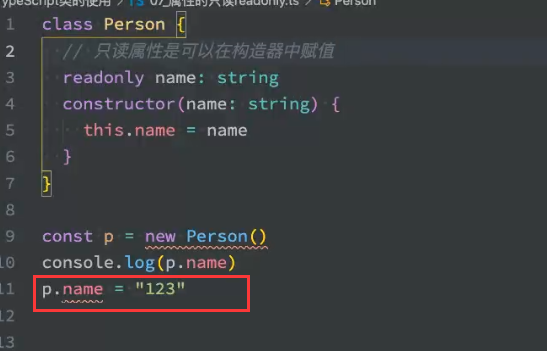 ypeScript类的使用 > TS 07_属性的只读readonly.ts > Person
1 class Person {
2 // 只读属性是可以在构造器中赋值
3 readonly name: string
4 constructor(name: string) {
5 this.name = name
6 }
7 }
8
9 const p = new Person()
10 console.log(p.name)
11 p.name = "123"
12
13